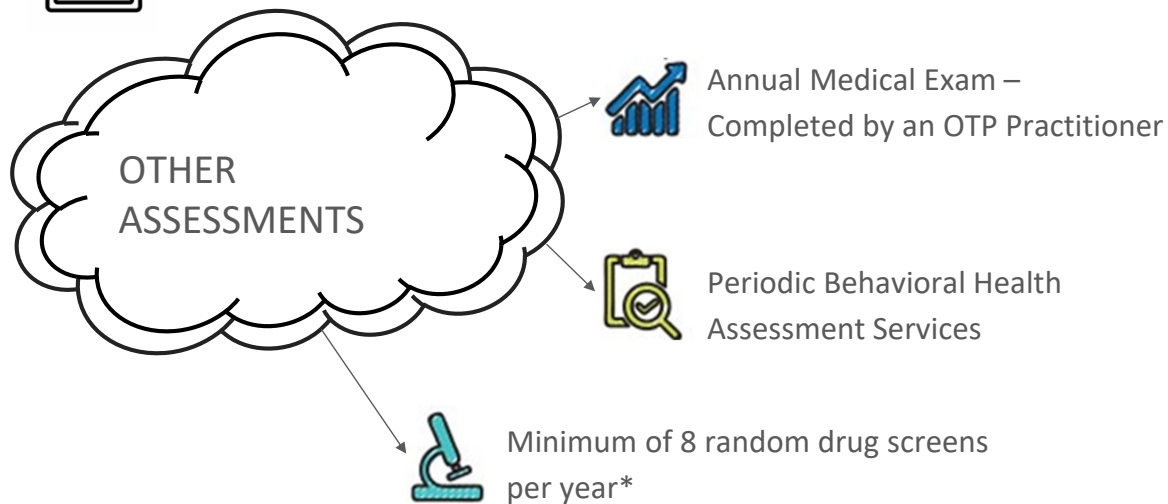 OTHER
ASSESSMENTS
Annual Medical Exam –
Completed by an OTP Practitioner
Periodic Behavioral Health
Assessment Services
Minimum of 8 random drug screens
per year*